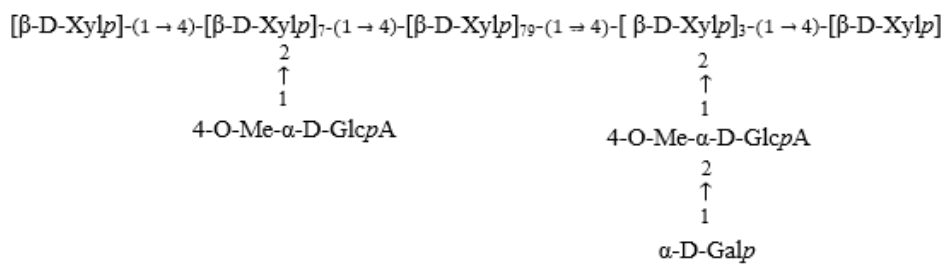 [β-D-Xylp]-(1 → 4)-[β-D-Xylp]₇-(1 → 4)-[β-D-Xylp]₇₉-(1 → 4)-[ β-D-Xylp]₃-(1 → 4)-[β-D-Xylp]
2 2
↑ ↑
1 1
4-O-Me-α-D-GlcpA 4-O-Me-α-D-GlcpA
2
↑
1
α-D-Galp